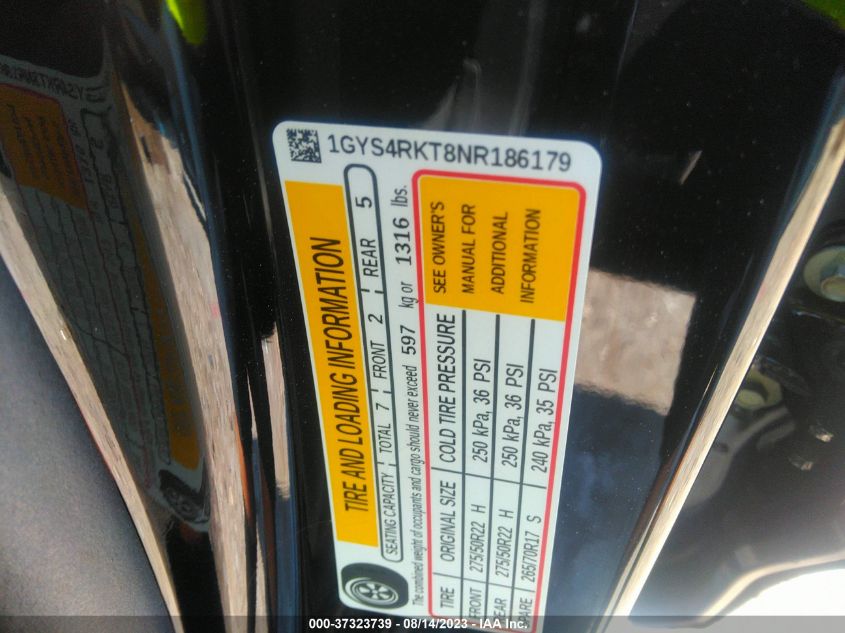 1GYS4RKT8NR186179
TIRE AND LOADING INFORMATION
SEATING CAPACITY TOTAL 7 FRONT 2 REAR 5
The combined weight of occupants and cargo should never exceed 597 kg or 1316 lbs.
TIRE ORIGINAL SIZE COLD TIRE PRESSURE
FRONT 275/50R22 H 250 kPa, 36 PSI
REAR 275/50R22 H 250 kPa, 36 PSI
SPARE 265/70R17 S 240 kPa, 35 PSI
SEE OWNER'S
MANUAL FOR
ADDITIONAL
INFORMATION
000-37323739 - 08/14/2023 - IAA Inc.